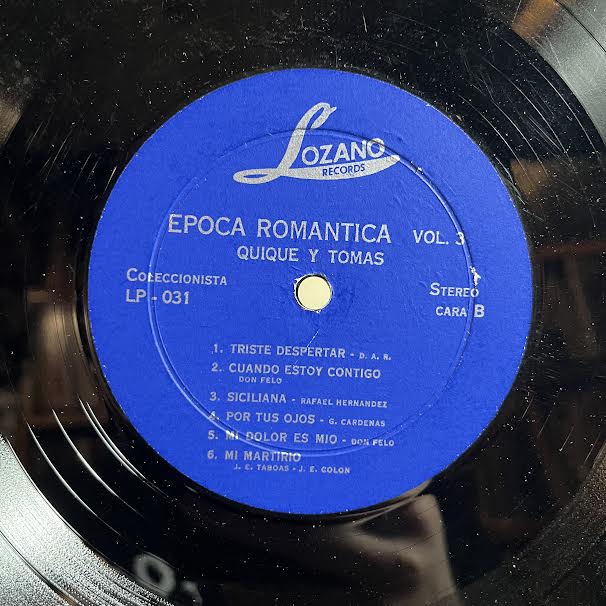 LOZANO
RECORDS
EPOCA ROMANTICA VOL. 3
QUIQUE Y TOMAS
COLECCIONISTA
LP - 031
STEREO
CARA B
1. TRISTE DESPERTAR - D. A. R.
2. CUANDO ESTOY CONTIGO
DON FELO
3. SICILIANA - RAFAEL HERNANDEZ
4. POR TUS OJOS - G. CARDENAS
5. MI DOLOR ES MIO - DON FELO
6. MI MARTIRIO
J. E. TABOAS - J. E. COLON